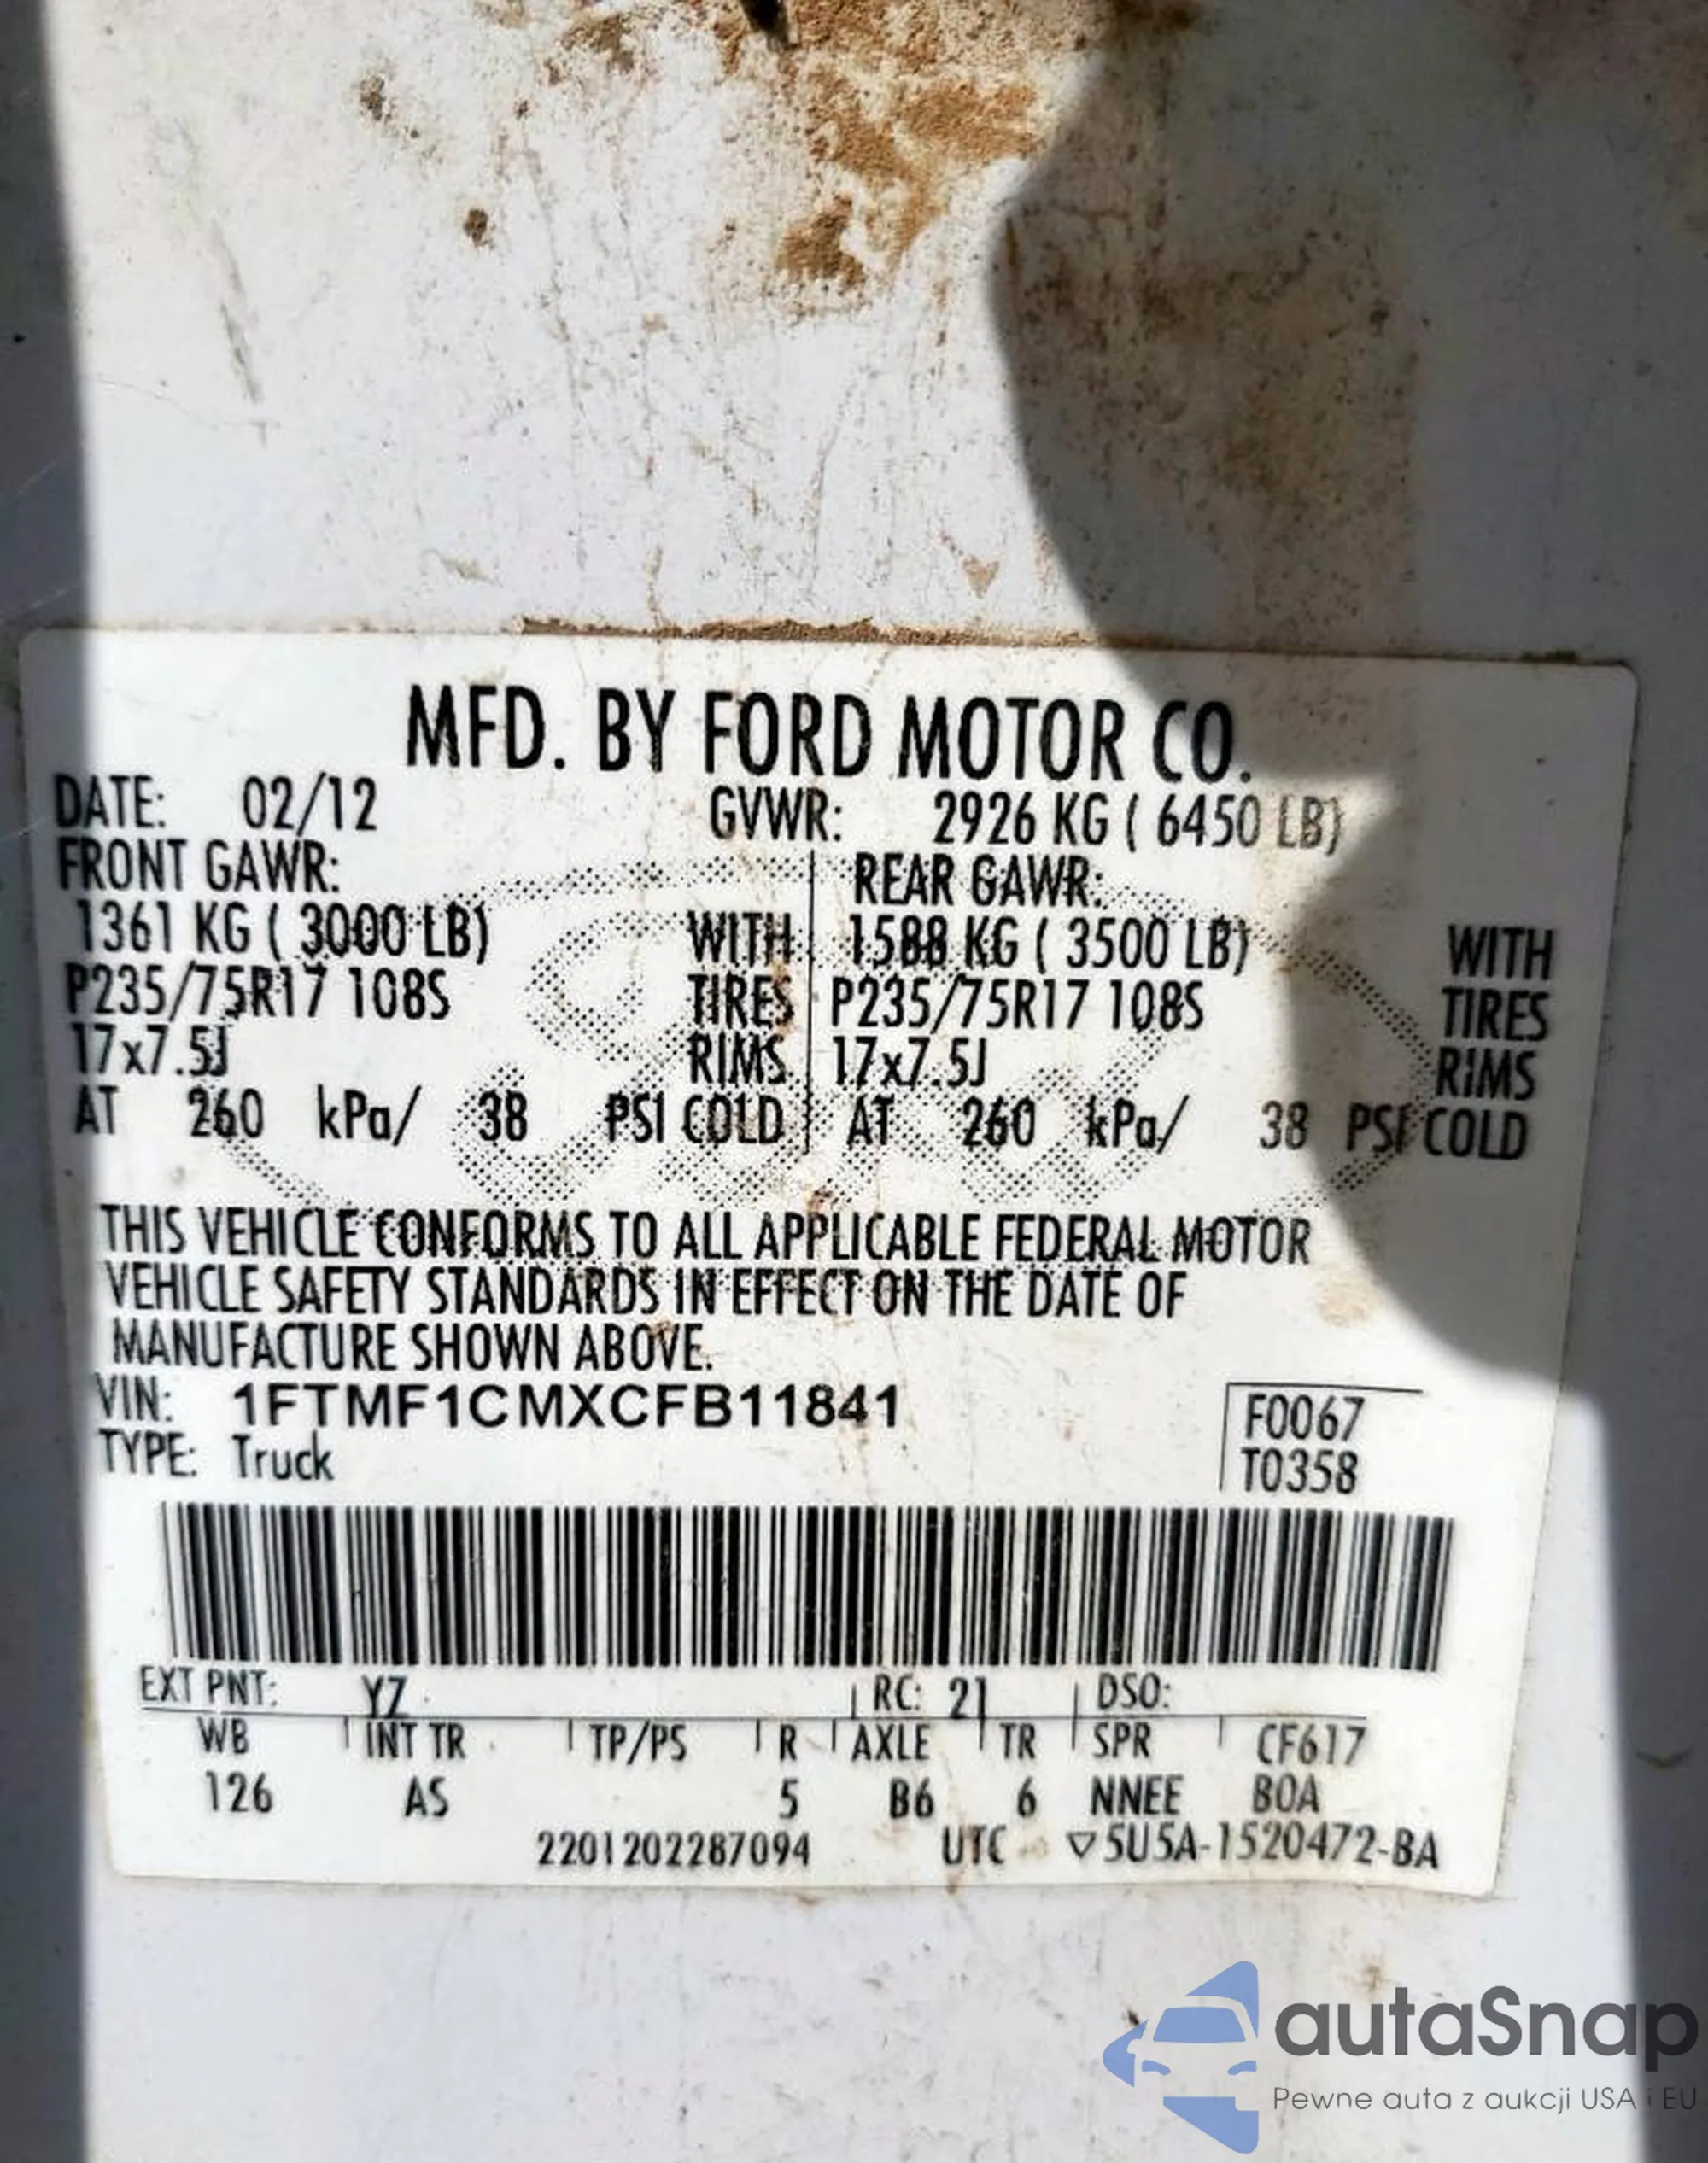 MFD. BY FORD MOTOR CO.
DATE: 02/12 GVWR: 2926 KG ( 6450 LB)
FRONT GAWR: REAR GAWR:
1361 KG ( 3000 LB) WITH 1588 KG ( 3500 LB) WITH
P235/75R17 108S TIRES P235/75R17 108S TIRES
17x7.5J RIMS 17x7.5J RIMS
AT 260 kPa/ 38 PSI COLD AT 260 kPa/ 38 PSI COLD
THIS VEHICLE CONFORMS TO ALL APPLICABLE FEDERAL MOTOR
VEHICLE SAFETY STANDARDS IN EFFECT ON THE DATE OF
MANUFACTURE SHOWN ABOVE.
VIN: 1FTMF1CMXCFB11841 F0067
TYPE: Truck T0358
EXT PNT: YZ RC: 21 DSO:
WB INT TR TP/PS R AXLE TR SPR CF617
126 AS 5 B6 6 NNEE BOA
2201202287094 UTC ▽5U5A-1520472-BA
autaSnap
Pewne auta z aukcji USA i EU